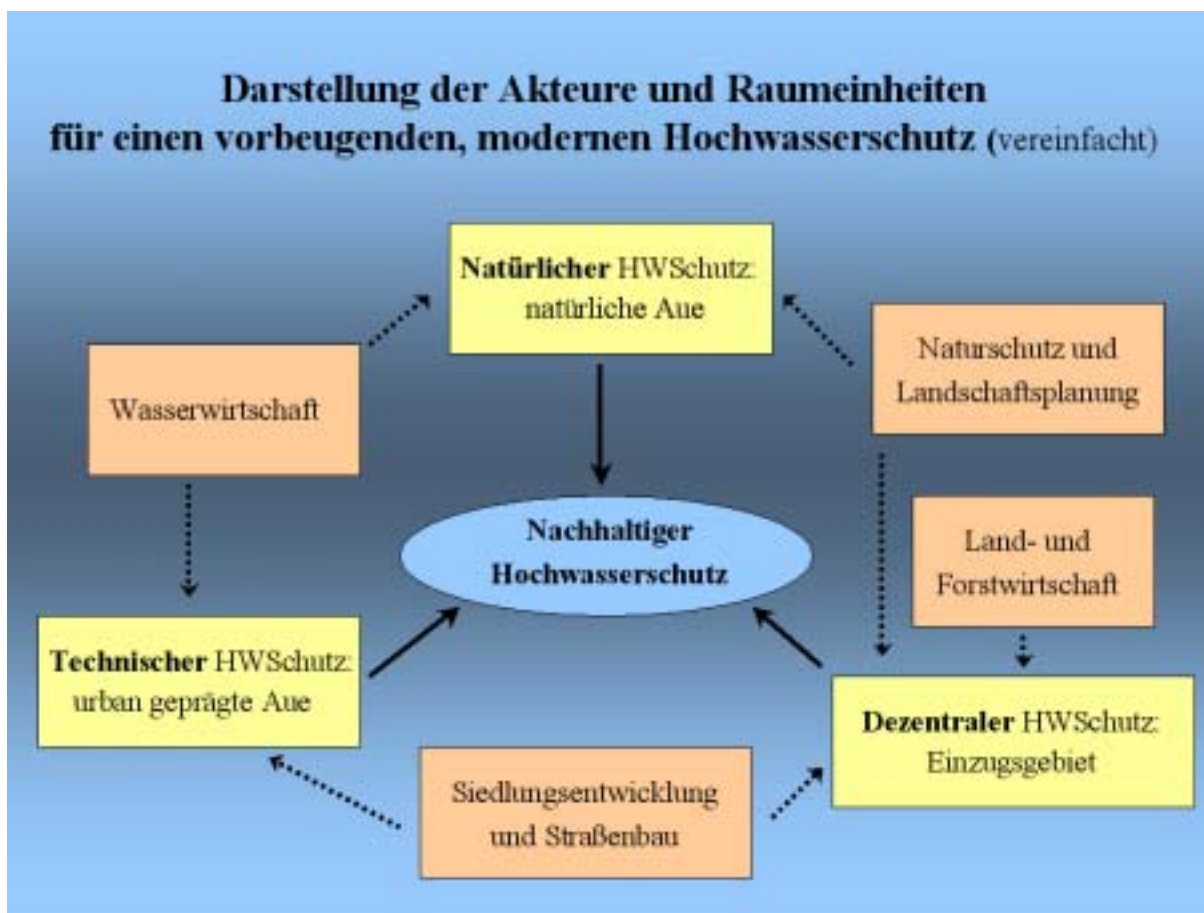 Darstellung der Akteure und Raumeinheiten
für einen vorbeugenden, modernen Hochwasserschutz (vereinfacht)
Natürlicher HWSchutz:
natürliche Aue
Wasserwirtschaft
Naturschutz und
Landschaftsplanung
Nachhaltiger
Hochwasserschutz
Land- und
Forstwirtschaft
Technischer HWSchutz:
urban geprägte Aue
Dezentraler HWSchutz:
Einzugsgebiet
Siedlungsentwicklung
und Straßenbau